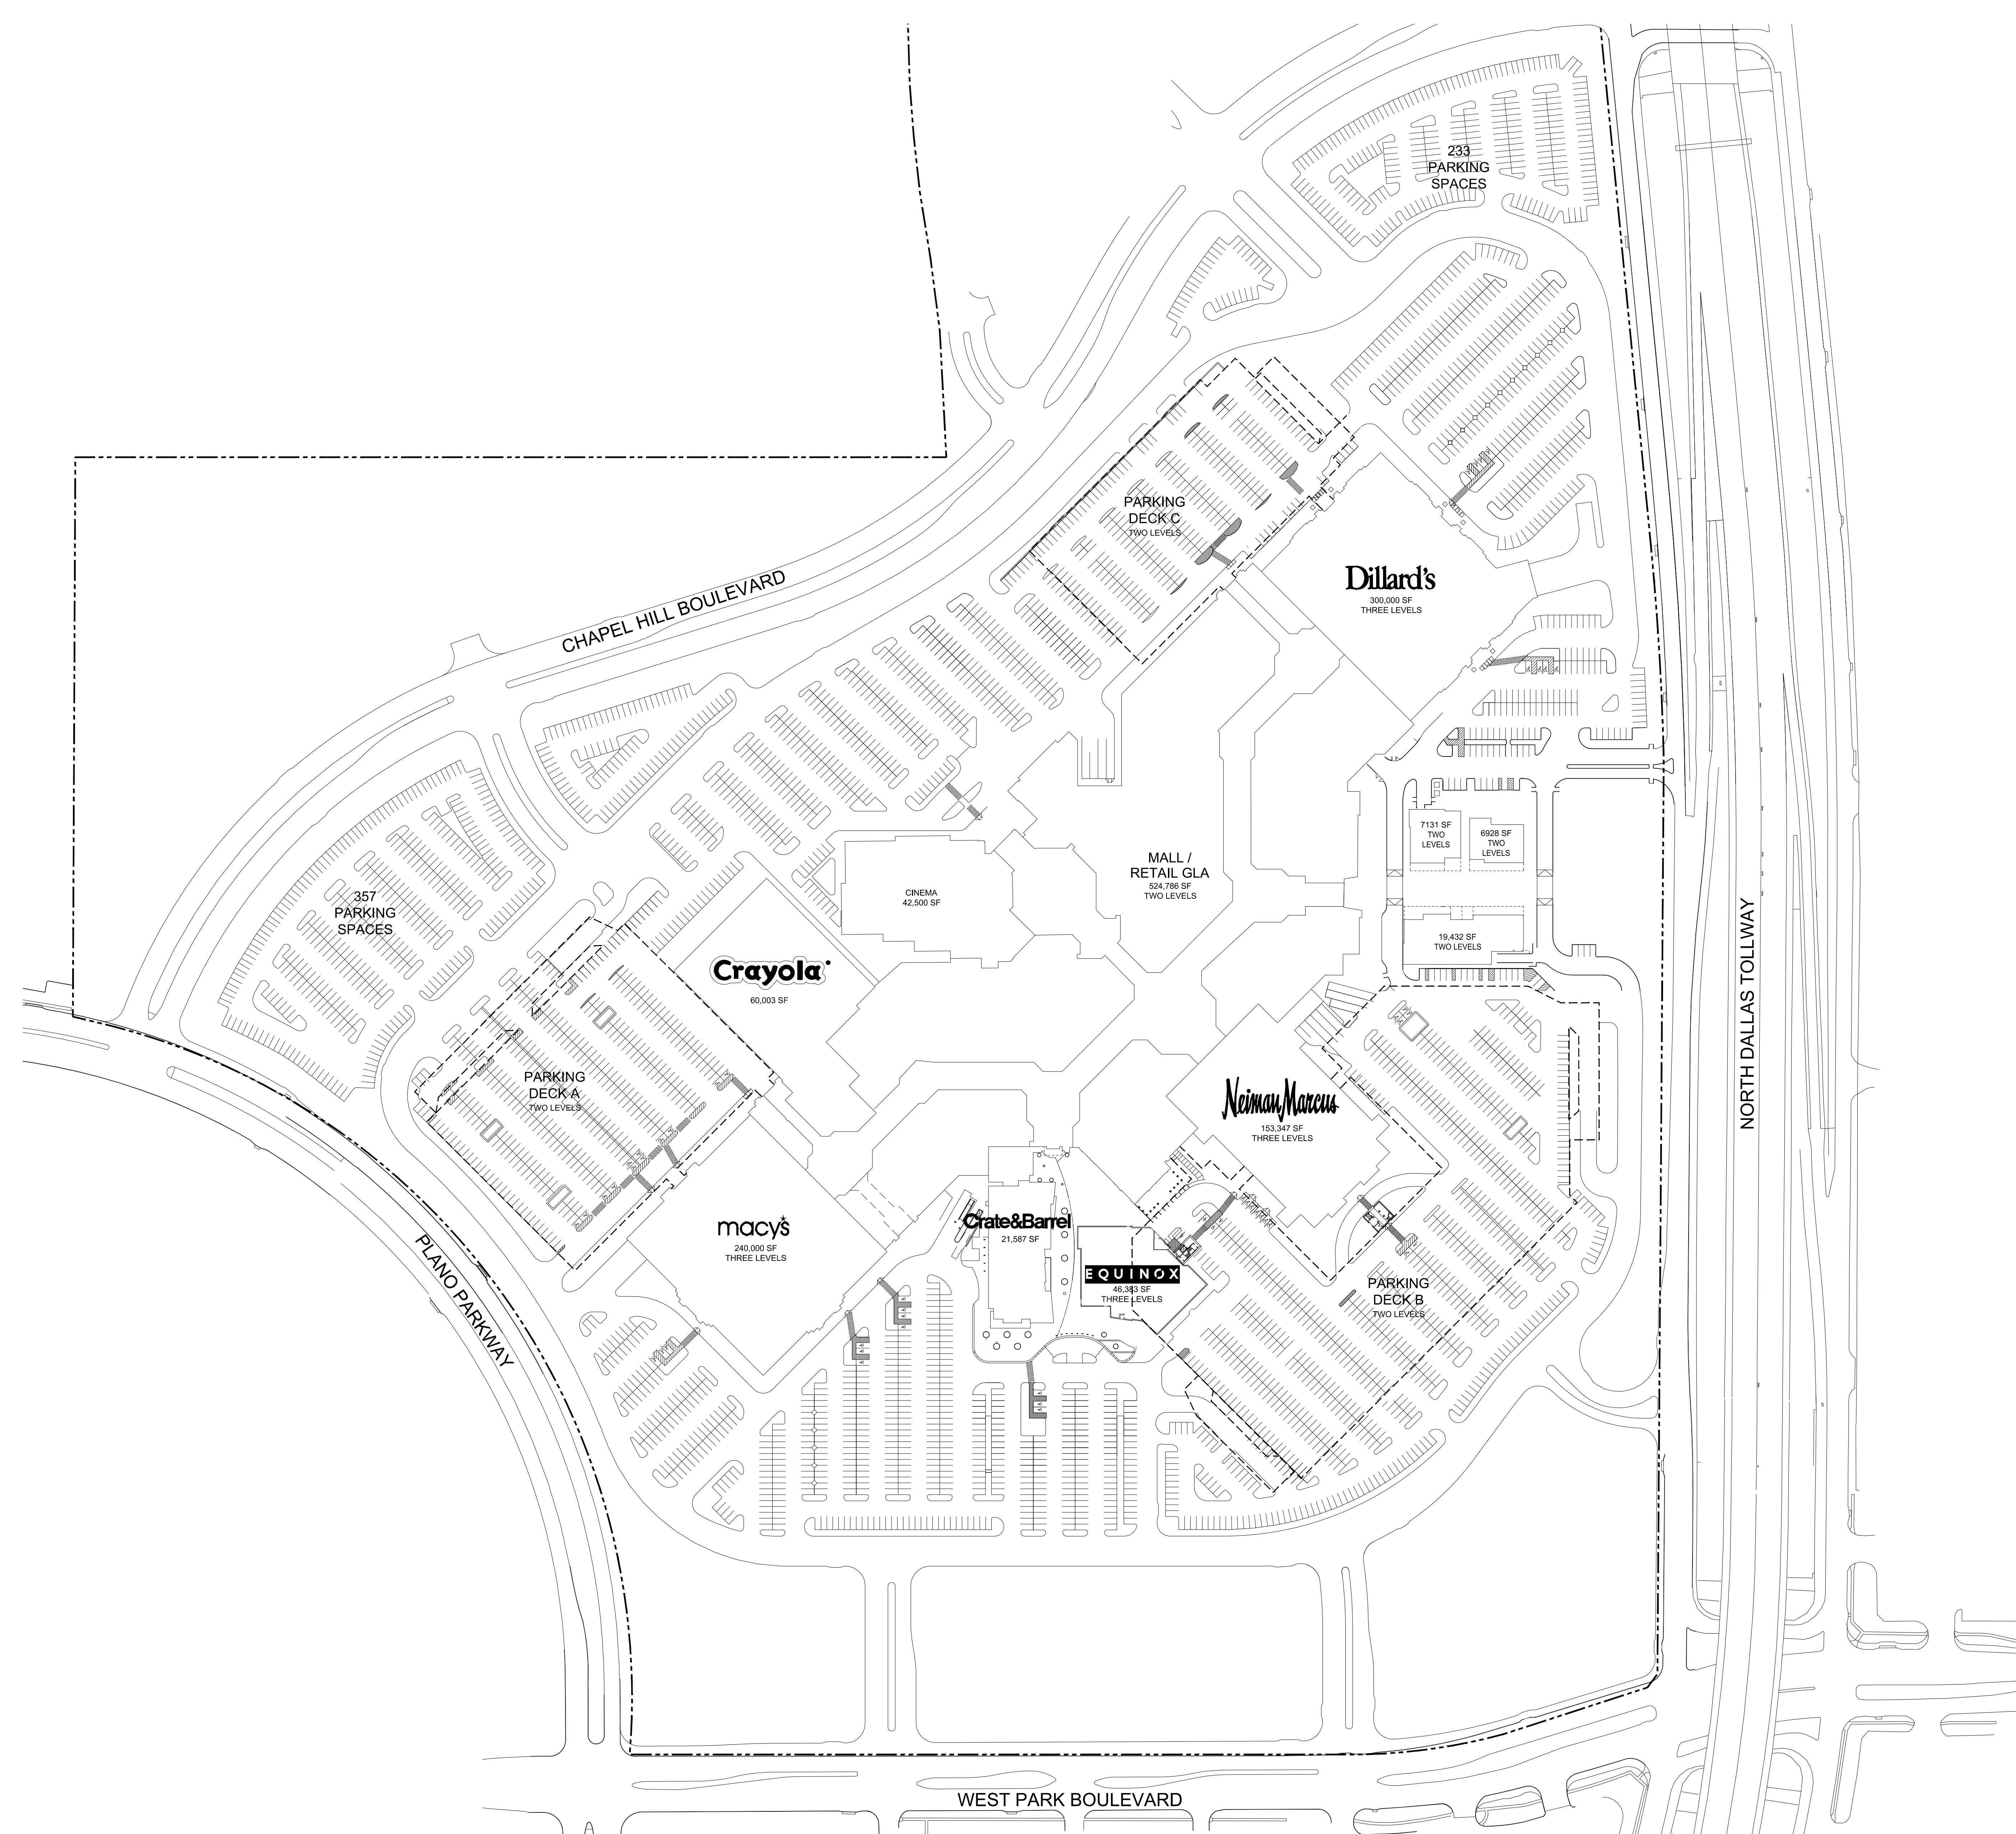 233
PARKING
SPACES
PARKING
DECK C
TWO LEVELS
Dillard's
300,000 SF
THREE LEVELS
CHAPEL HILL BOULEVARD
7131 SF
TWO
LEVELS
6928 SF
TWO
LEVELS
MALL /
RETAIL GLA
524,786 SF
TWO LEVELS
CINEMA
42,500 SF
357
PARKING
SPACES
19,432 SF
TWO LEVELS
Crayola
60,003 SF
NORTH DALLAS TOLLWAY
PARKING
DECK A
TWO LEVELS
Neiman Marcus
153,347 SF
THREE LEVELS
macy's
240,000 SF
THREE LEVELS
Crate&Barrel
21,587 SF
EQUINOX
46,383 SF
THREE LEVELS
PARKING
DECK B
TWO LEVELS
PLANO PARKWAY
WEST PARK BOULEVARD